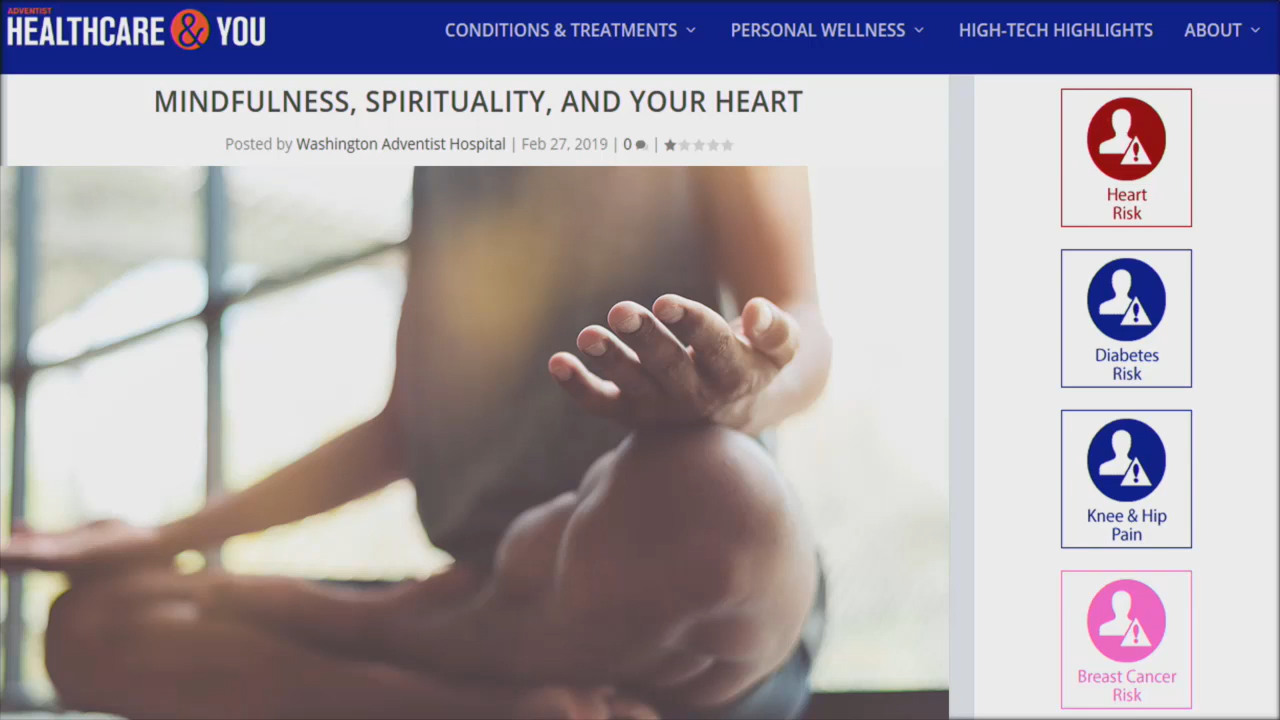 ADVENTIST
HEALTHCARE & YOU
CONDITIONS & TREATMENTS
PERSONAL WELLNESS
HIGH-TECH HIGHLIGHTS
ABOUT
MINDFULNESS, SPIRITUALITY, AND YOUR HEART
Posted by Washington Adventist Hospital | Feb 27, 2019 | 0 |
Heart
Risk
Diabetes
Risk
Knee & Hip
Pain
Breast Cancer
Risk